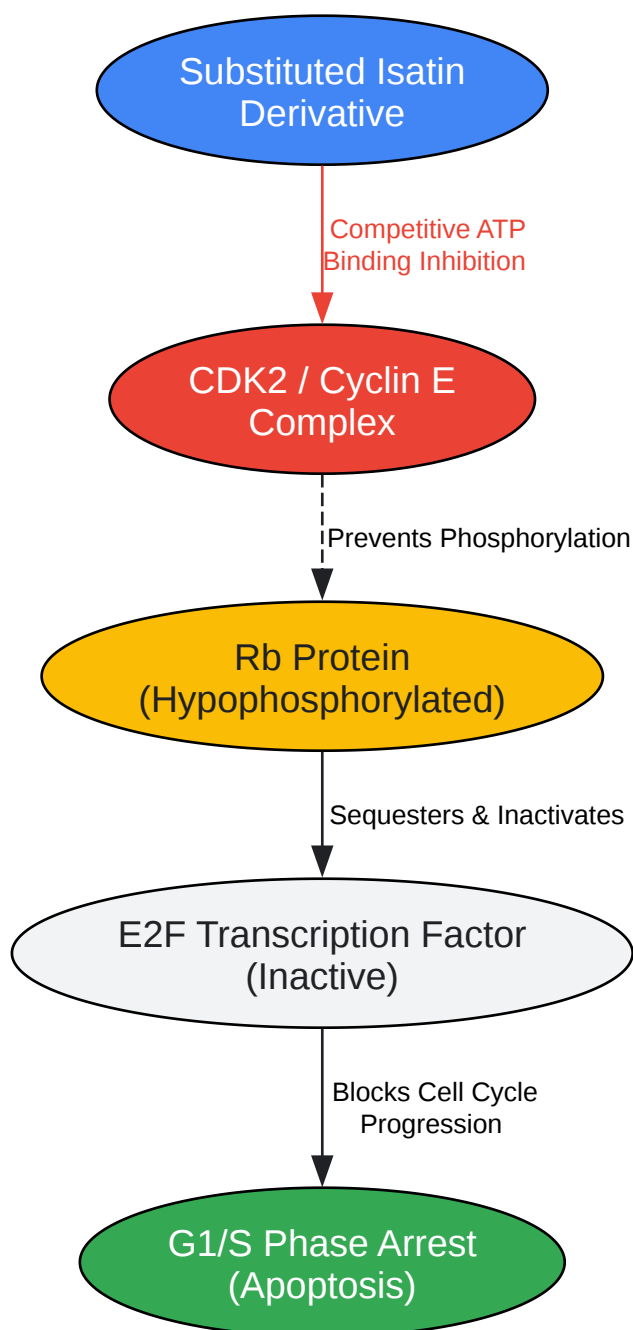 Substituted Isatin
Derivative
Competitive ATP
Binding Inhibition
CDK2 / Cyclin E
Complex
Prevents Phosphorylation
Rb Protein
(Hypophosphorylated)
Sequesters & Inactivates
E2F Transcription Factor
(Inactive)
Blocks Cell Cycle
Progression
G1/S Phase Arrest
(Apoptosis)